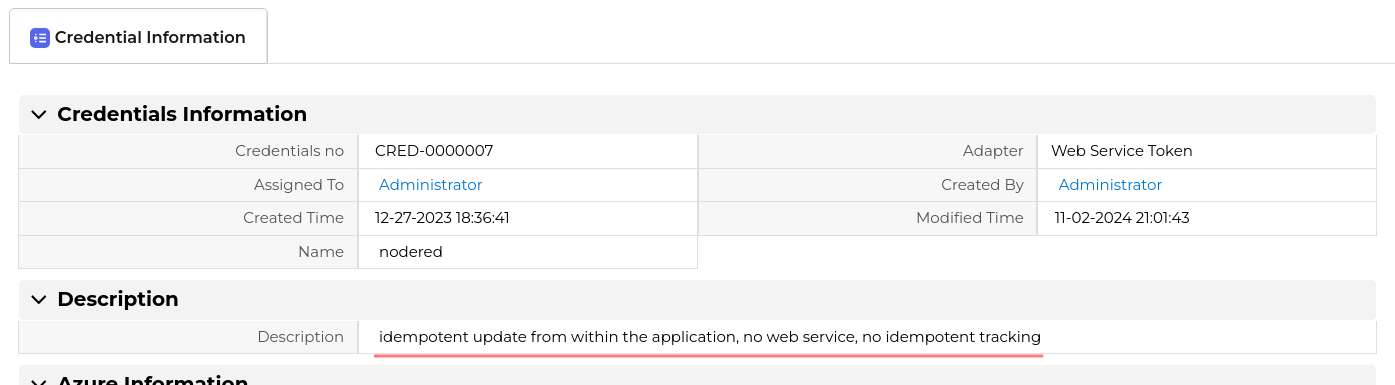 Credential Information
Credentials Information
Credentials no CRED-0000007 Adapter Web Service Token
Assigned To Administrator Created By Administrator
Created Time 12-27-2023 18:36:41 Modified Time 11-02-2024 21:01:43
Name nodered
Description
Description idempotent update from within the application, no web service, no idempotent tracking
Azure Information